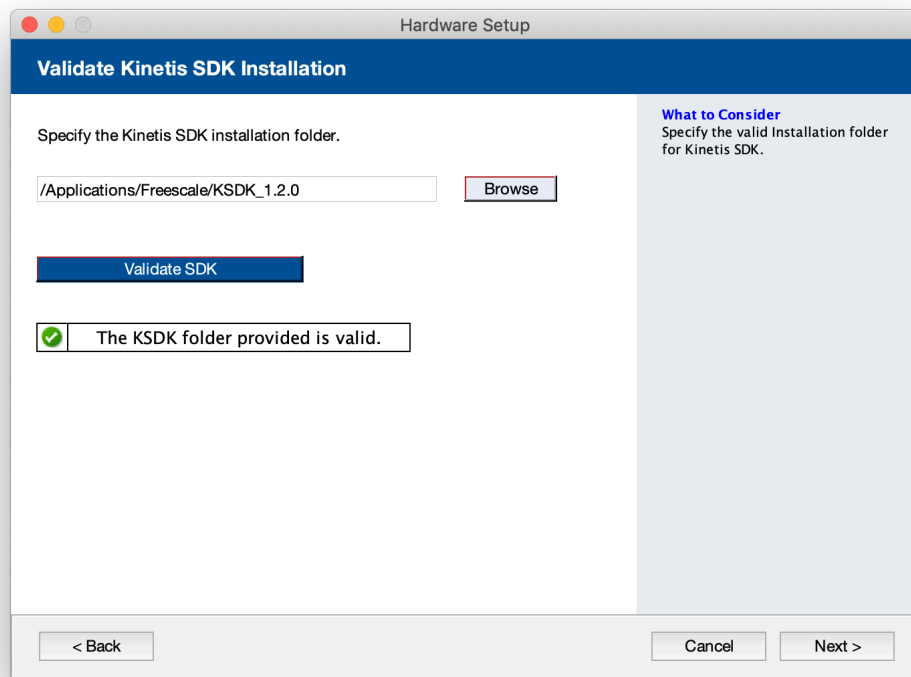 Hardware Setup
Validate Kinetis SDK Installation
Specify the Kinetis SDK installation folder.
/Applications/Freescale/KSDK_1.2.0
Browse
Validate SDK
The KSDK folder provided is valid.
What to Consider
Specify the valid Installation folder
for Kinetis SDK.
< Back
Cancel
Next >